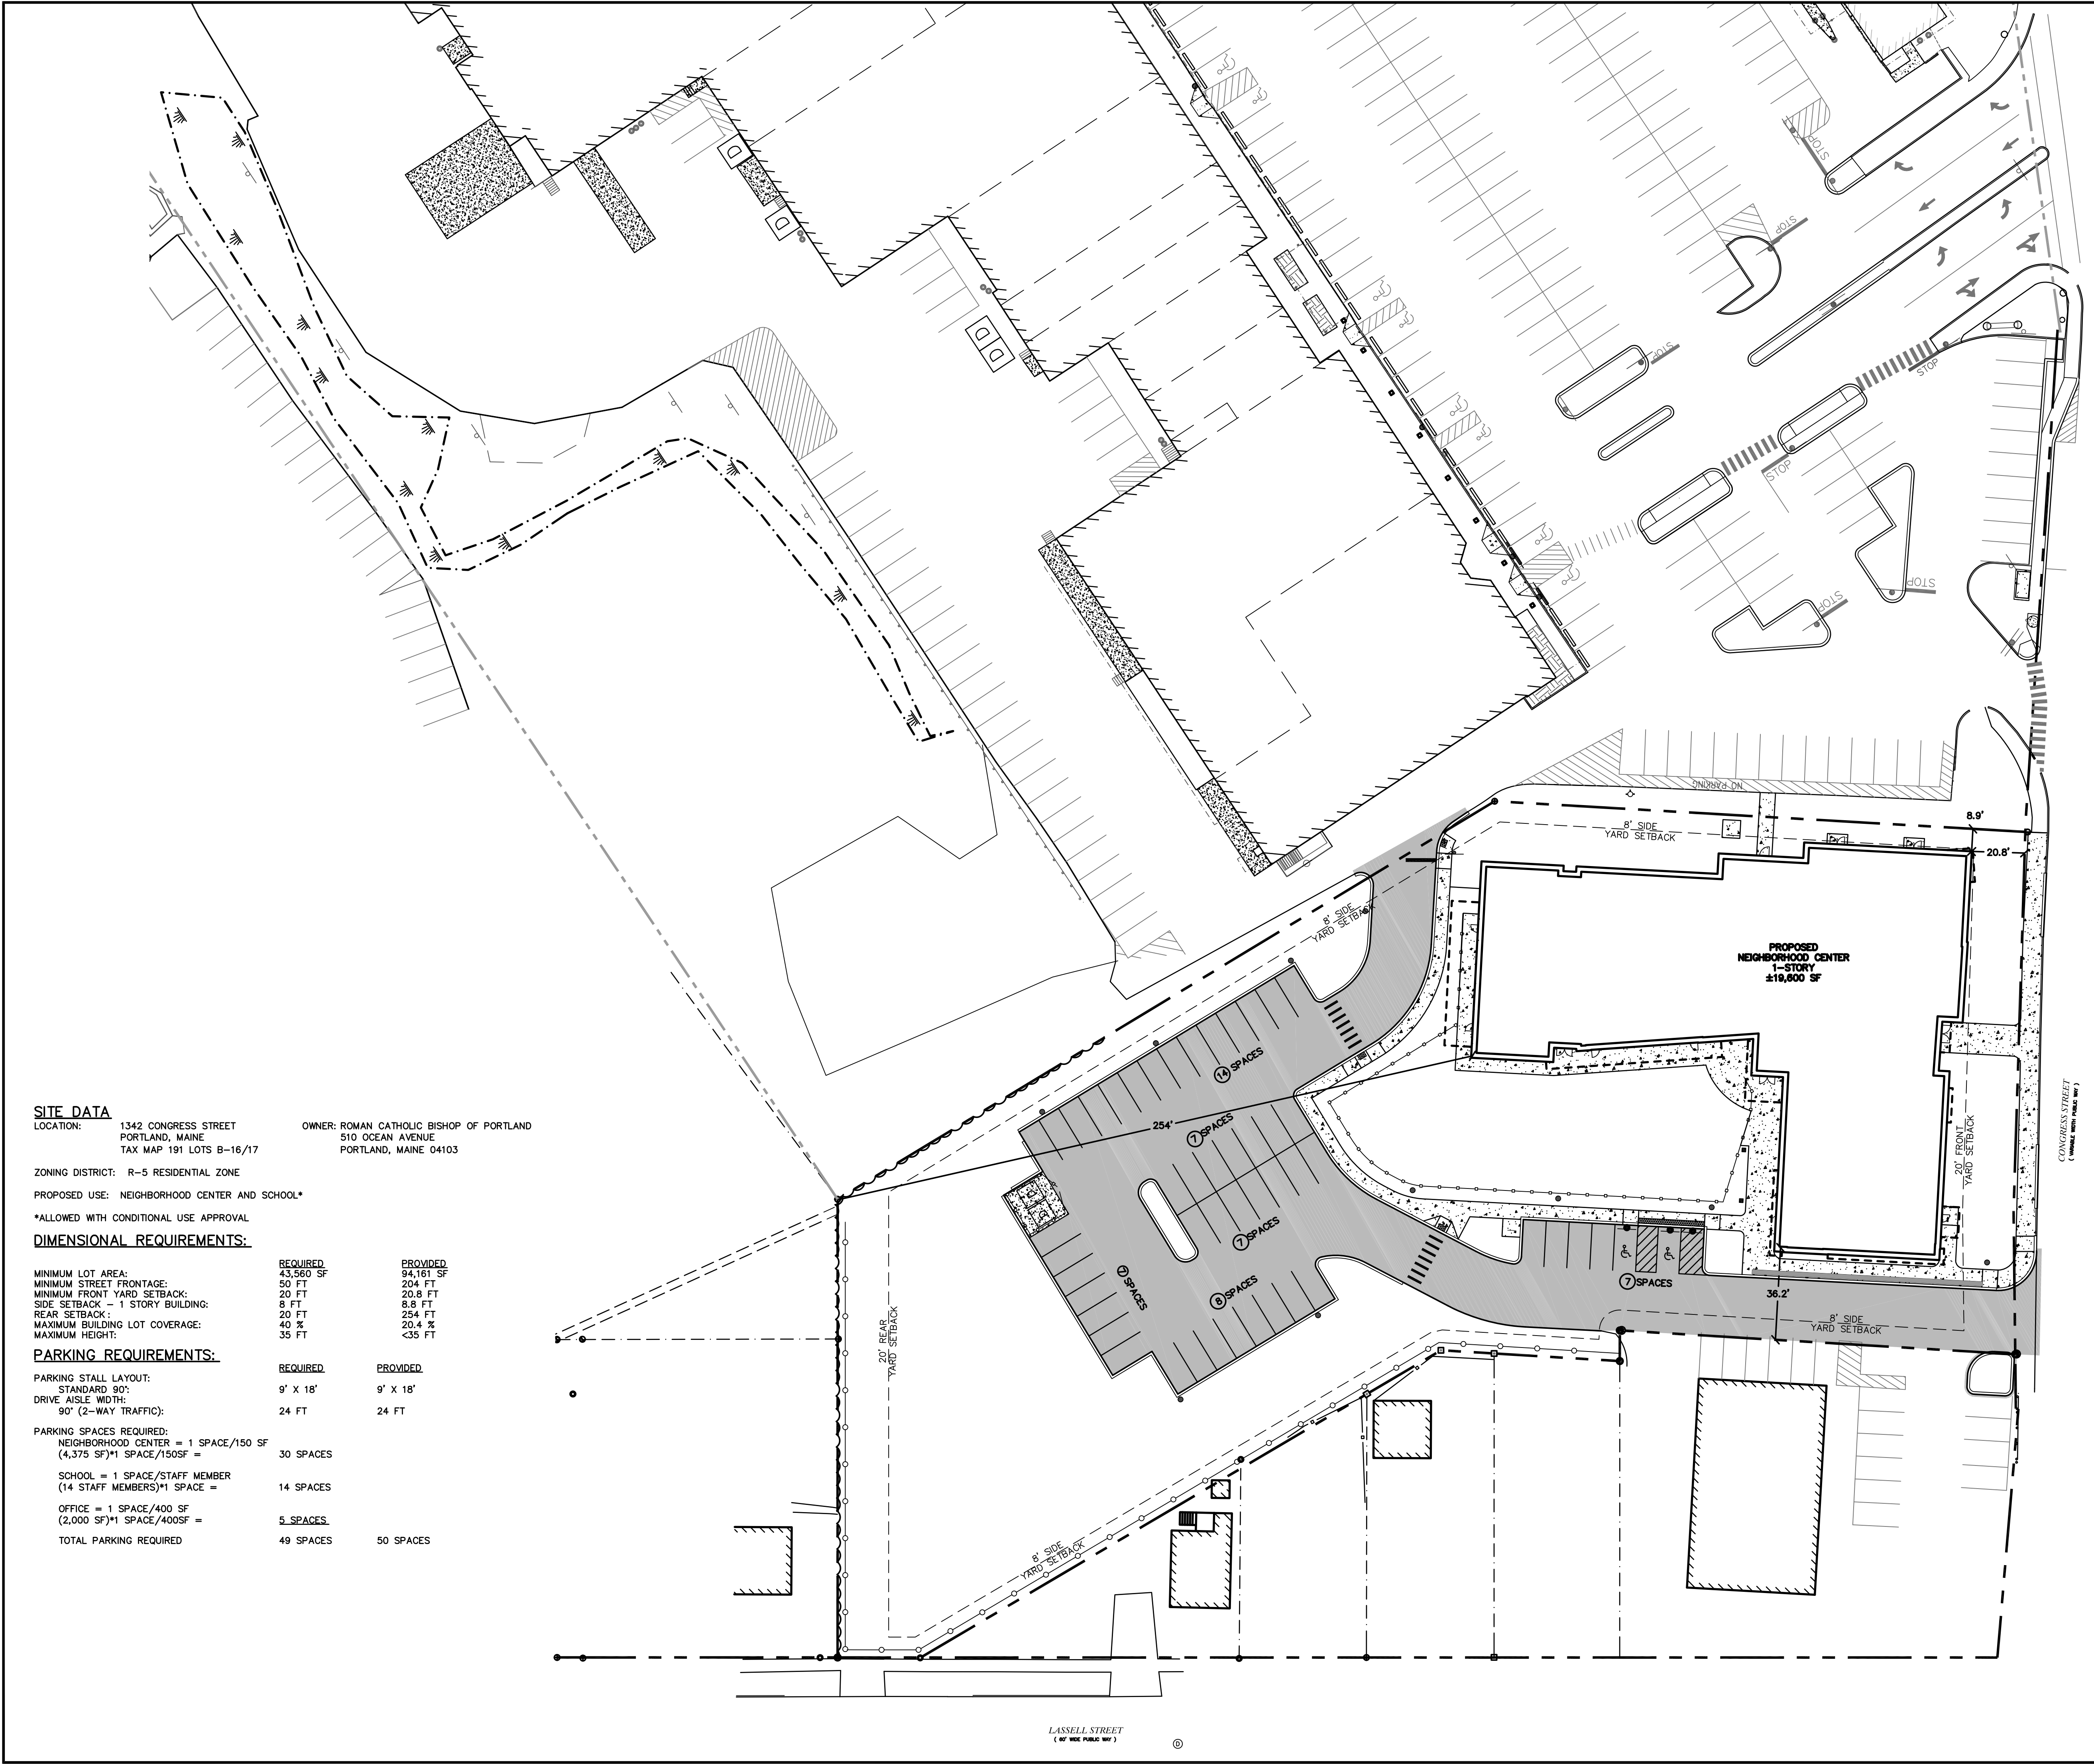 STOP
STOP
STOP
STOP
STOP
STOP
STOP
NO PARKING
8' SIDE
YARD SETBACK
8.9'
20.8'
8' SIDE
YARD SETBACK
PROPOSED
NEIGHBORHOOD CENTER
1-STORY
±19,600 SF
14 SPACES
7 SPACES
254'
7 SPACES
7 SPACES
8 SPACES
7 SPACES
36.2'
8' SIDE
YARD SETBACK
20' FRONT
YARD SETBACK
CONGRESS STREET
( VARIABLE WIDTH PUBLIC WAY )
20' REAR
YARD SETBACK
8' SIDE
YARD SETBACK
SITE DATA
LOCATION: 1342 CONGRESS STREET OWNER: ROMAN CATHOLIC BISHOP OF PORTLAND
PORTLAND, MAINE 510 OCEAN AVENUE
TAX MAP 191 LOTS B-16/17 PORTLAND, MAINE 04103
ZONING DISTRICT: R-5 RESIDENTIAL ZONE
PROPOSED USE: NEIGHBORHOOD CENTER AND SCHOOL*
*ALLOWED WITH CONDITIONAL USE APPROVAL
DIMENSIONAL REQUIREMENTS:
REQUIRED PROVIDED
MINIMUM LOT AREA: 43,560 SF 94,161 SF
MINIMUM STREET FRONTAGE: 50 FT 204 FT
MINIMUM FRONT YARD SETBACK: 20 FT 20.8 FT
SIDE SETBACK - 1 STORY BUILDING: 8 FT 8.8 FT
REAR SETBACK: 20 FT 254 FT
MAXIMUM BUILDING LOT COVERAGE: 40 % 20.4 %
MAXIMUM HEIGHT: 35 FT <35 FT
PARKING REQUIREMENTS:
REQUIRED PROVIDED
PARKING STALL LAYOUT:
STANDARD 90°: 9' X 18' 9' X 18'
DRIVE AISLE WIDTH:
90° (2-WAY TRAFFIC): 24 FT 24 FT
PARKING SPACES REQUIRED:
NEIGHBORHOOD CENTER = 1 SPACE/150 SF
(4,375 SF)*1 SPACE/150SF = 30 SPACES
SCHOOL = 1 SPACE/STAFF MEMBER
(14 STAFF MEMBERS)*1 SPACE = 14 SPACES
OFFICE = 1 SPACE/400 SF
(2,000 SF)*1 SPACE/400SF = 5 SPACES
TOTAL PARKING REQUIRED 49 SPACES 50 SPACES
LASSELL STREET
( 60' WIDE PUBLIC WAY )
D